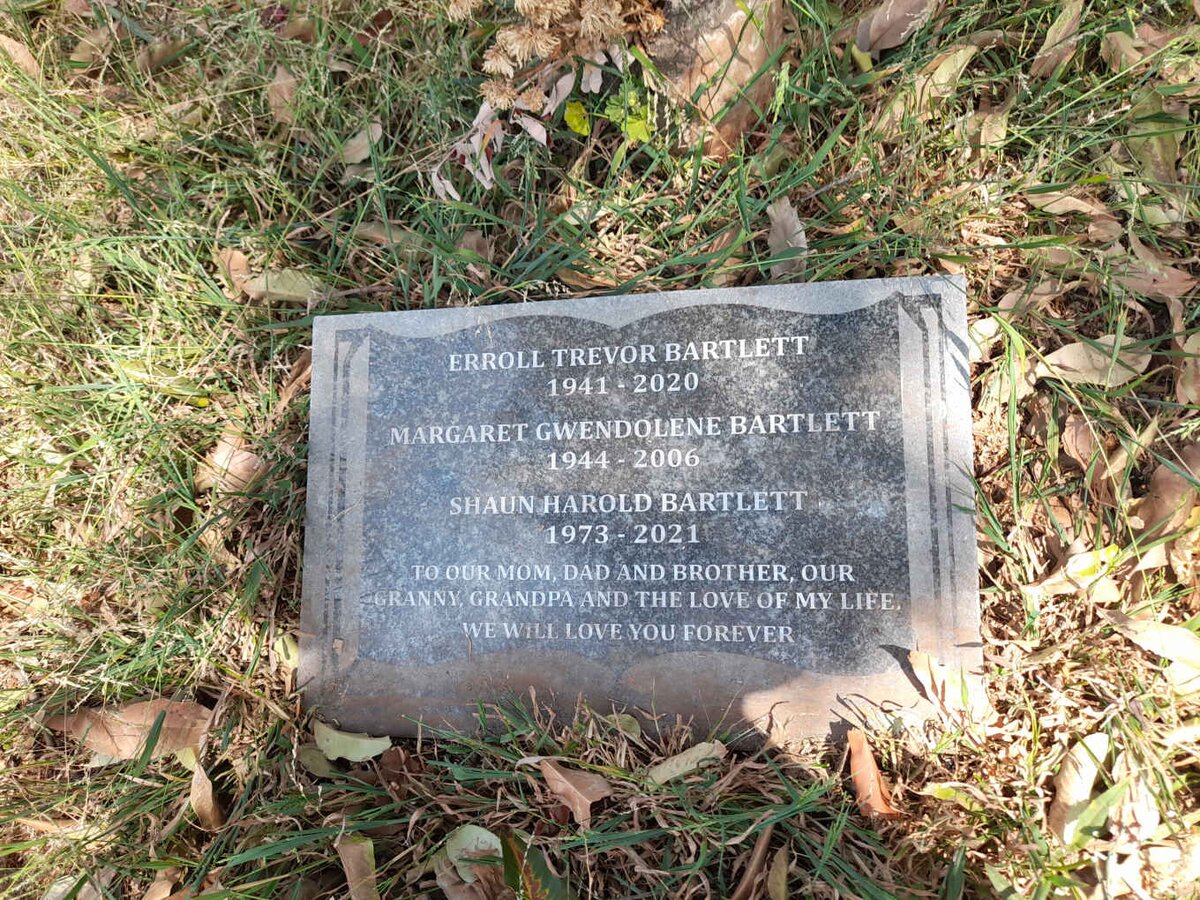 ERROLL TREVOR BARTLETT
1941 - 2020
MARGARET GWENDOLENE BARTLETT
1944 - 2006
SHAUN HAROLD BARTLETT
1973 - 2021
TO OUR MOM, DAD AND BROTHER, OUR
GRANNY, GRANDPA AND THE LOVE OF MY LIFE.
WE WILL LOVE YOU FOREVER